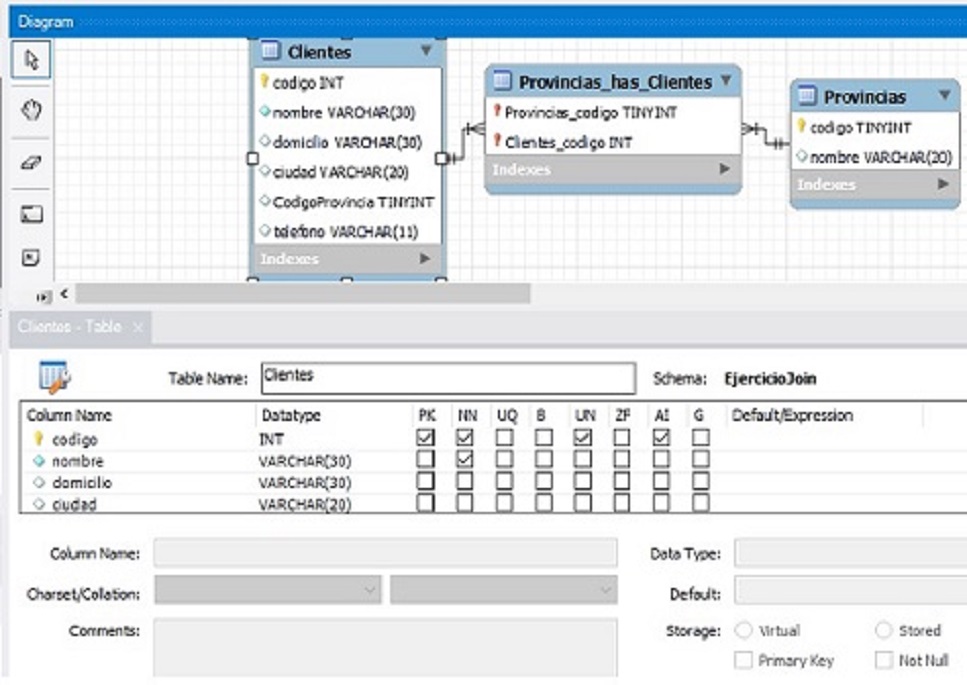 Diagram
Clientes
codigo INT
nombre VARCHAR(30)
domicilio VARCHAR(30)
ciudad VARCHAR(20)
CodigoProvincia TINYINT
telefono VARCHAR(11)
Indexes
Provincias_has_Clientes
Provincias_codigo TINYINT
Clientes_codigo INT
Indexes
Provincias
codigo TINYINT
nombre VARCHAR(20)
Indexes
Clientes - Table
Table Name: Clientes Schema: EjercicioJoin
Column Name Datatype PK NN UQ B UN ZF AI G Default/Expression
codigo INT
nombre VARCHAR(30)
domicilio VARCHAR(30)
ciudad VARCHAR(20)
Column Name: Data Type:
Charset/Collation: Default:
Comments: Storage: Virtual Stored
Primary Key Not Null